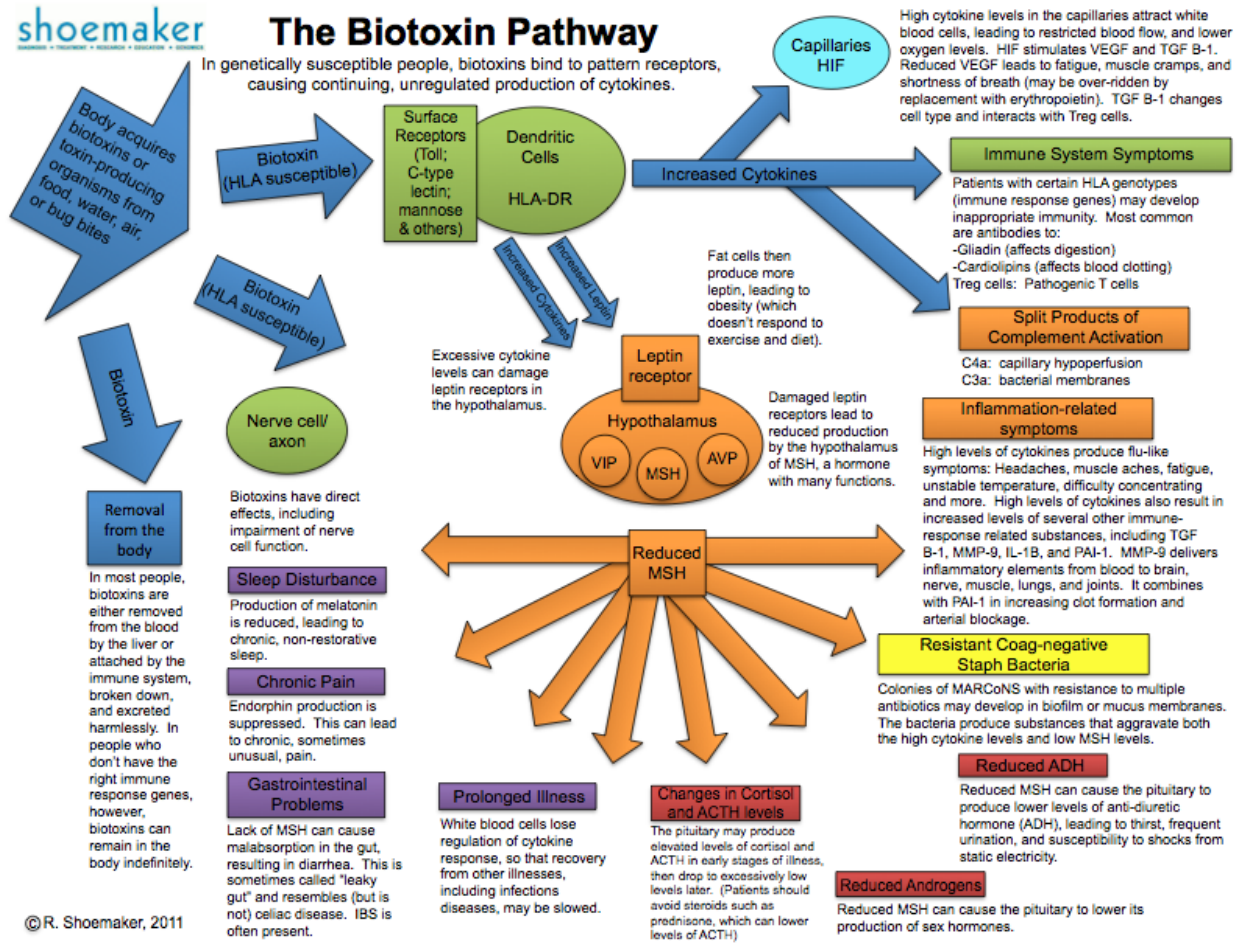 shoemaker
DIAGNOSIS • TREATMENT • RESEARCH • EDUCATION • GENOMICS
The Biotoxin Pathway
In genetically susceptible people, biotoxins bind to pattern receptors,
causing continuing, unregulated production of cytokines.
Capillaries
HIF
High cytokine levels in the capillaries attract white
blood cells, leading to restricted blood flow, and lower
oxygen levels. HIF stimulates VEGF and TGF B-1.
Reduced VEGF leads to fatigue, muscle cramps, and
shortness of breath (may be over-ridden by
replacement with erythropoietin). TGF B-1 changes
cell type and interacts with Treg cells.
Body acquires
biotoxins or
toxin-producing
organisms from
food, water, air,
or bug bites
Biotoxin
(HLA susceptible)
Surface
Receptors
(Toll;
C-type
lectin;
mannose
& others)
Dendritic
Cells
HLA-DR
Increased Cytokines
Immune System Symptoms
Patients with certain HLA genotypes
(immune response genes) may develop
inappropriate immunity. Most common
are antibodies to:
-Gliadin (affects digestion)
-Cardiolipins (affects blood clotting)
Treg cells: Pathogenic T cells
Biotoxin
(HLA susceptible)
Increased Cytokines
Increased Leptin
Fat cells then
produce more
leptin, leading to
obesity (which
doesn't respond to
exercise and diet).
Split Products of
Complement Activation
C4a: capillary hypoperfusion
C3a: bacterial membranes
Biotoxin
Excessive cytokine
levels can damage
leptin receptors in
the hypothalamus.
Leptin
receptor
Hypothalamus
VIP
MSH
AVP
Damaged leptin
receptors lead to
reduced production
by the hypothalamus
of MSH, a hormone
with many functions.
Nerve cell/
axon
Biotoxins have direct
effects, including
impairment of nerve
cell function.
Inflammation-related
symptoms
High levels of cytokines produce flu-like
symptoms: Headaches, muscle aches, fatigue,
unstable temperature, difficulty concentrating
and more. High levels of cytokines also result in
increased levels of several other immune-
response related substances, including TGF
B-1, MMP-9, IL-1B, and PAI-1. MMP-9 delivers
inflammatory elements from blood to brain,
nerve, muscle, lungs, and joints. It combines
with PAI-1 in increasing clot formation and
arterial blockage.
Removal
from the
body
In most people,
biotoxins are
either removed
from the blood
by the liver or
attached by the
immune system,
broken down,
and excreted
harmlessly. In
people who
don't have the
right immune
response genes,
however,
biotoxins can
remain in the
body indefinitely.
Reduced
MSH
Sleep Disturbance
Production of melatonin
is reduced, leading to
chronic, non-restorative
sleep.
Chronic Pain
Endorphin production is
suppressed. This can lead
to chronic, sometimes
unusual, pain.
Gastrointestinal
Problems
Lack of MSH can cause
malabsorption in the gut,
resulting in diarrhea. This is
sometimes called "leaky
gut" and resembles (but is
not) celiac disease. IBS is
often present.
Prolonged Illness
White blood cells lose
regulation of cytokine
response, so that recovery
from other illnesses,
including infections
diseases, may be slowed.
Changes in Cortisol
and ACTH levels
The pituitary may produce
elevated levels of cortisol and
ACTH in early stages of illness,
then drop to excessively low
levels later. (Patients should
avoid steroids such as
prednisone, which can lower
levels of ACTH)
Resistant Coag-negative
Staph Bacteria
Colonies of MARCoNS with resistance to multiple
antibiotics may develop in biofilm or mucus membranes.
The bacteria produce substances that aggravate both
the high cytokine levels and low MSH levels.
Reduced ADH
Reduced MSH can cause the pituitary to
produce lower levels of anti-diuretic
hormone (ADH), leading to thirst, frequent
urination, and susceptibility to shocks from
static electricity.
Reduced Androgens
Reduced MSH can cause the pituitary to lower its
production of sex hormones.
© R. Shoemaker, 2011